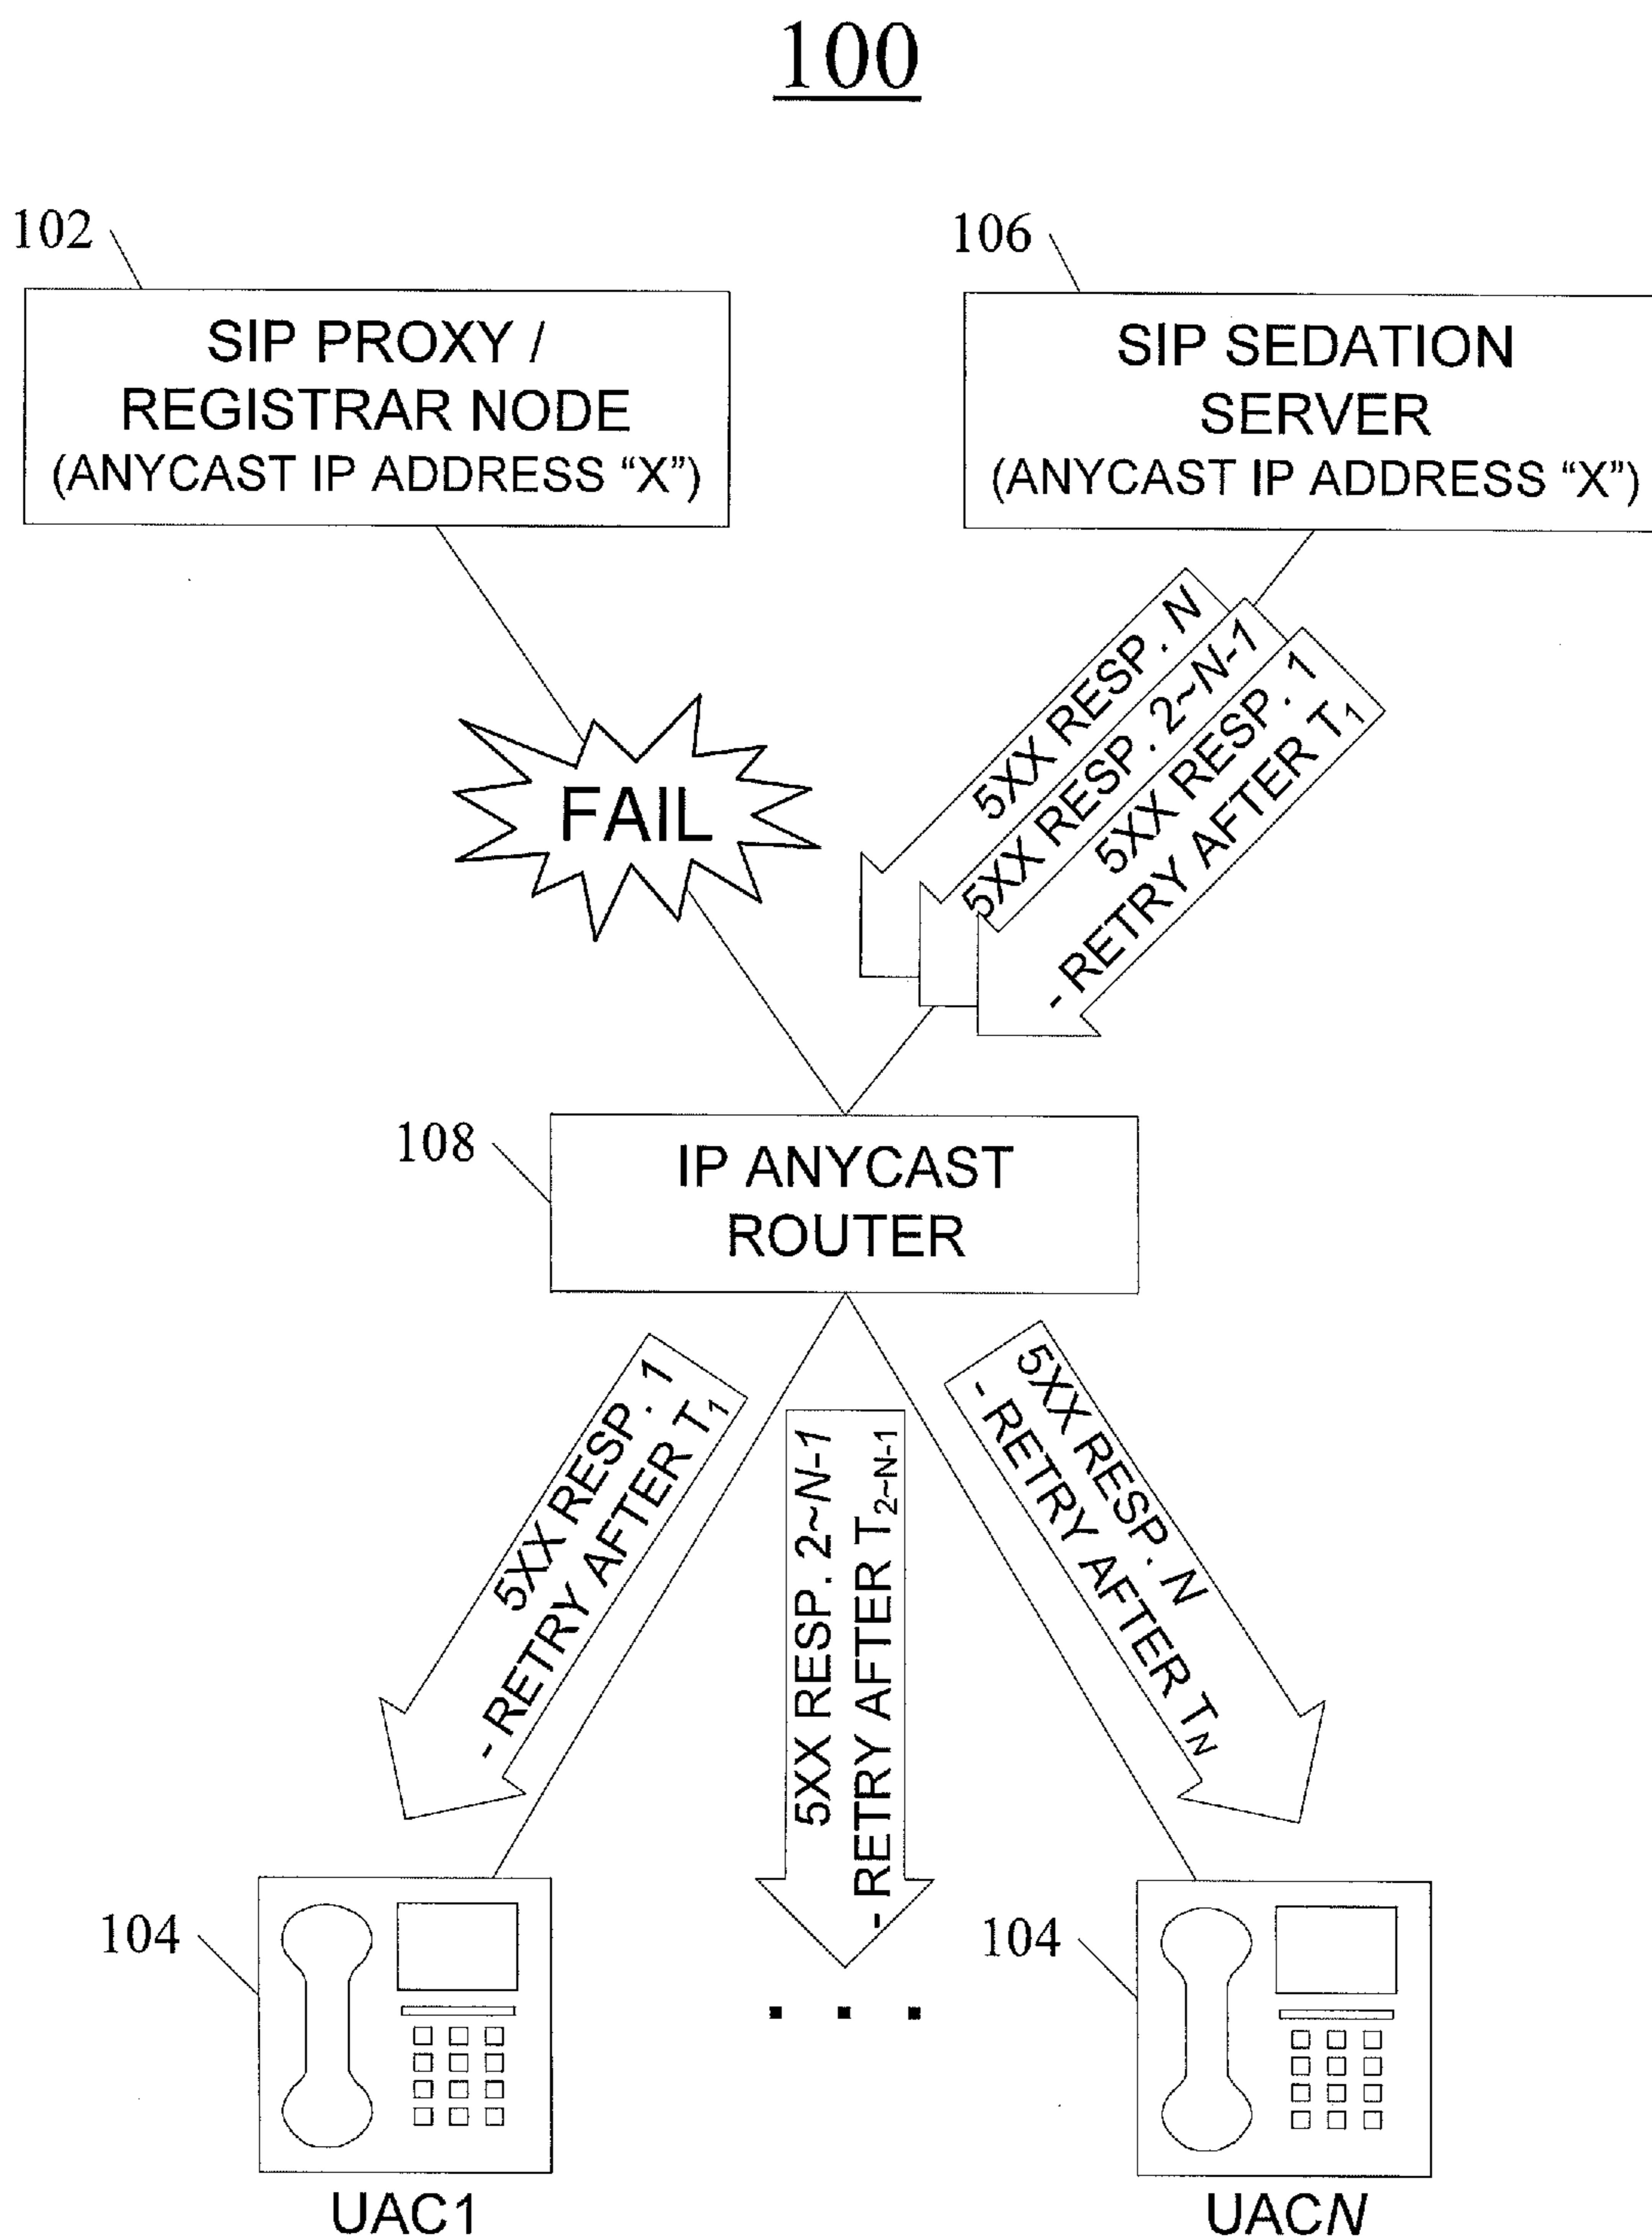 100
102
106
SIP PROXY /
REGISTRAR NODE
(ANYCAST IP ADDRESS “X”)
SIP SEDATION
SERVER
(ANYCAST IP ADDRESS “X”)
5XX RESP. N
5XX RESP. 2~N-1
5XX RESP. 1
- RETRY AFTER T1
FAIL
108
IP ANYCAST
ROUTER
5XX RESP. 1
- RETRY AFTER T1
5XX RESP. 2~N-1
- RETRY AFTER T2~N-1
5XX RESP. N
- RETRY AFTER TN
104
104
. . .
UAC1
UACN